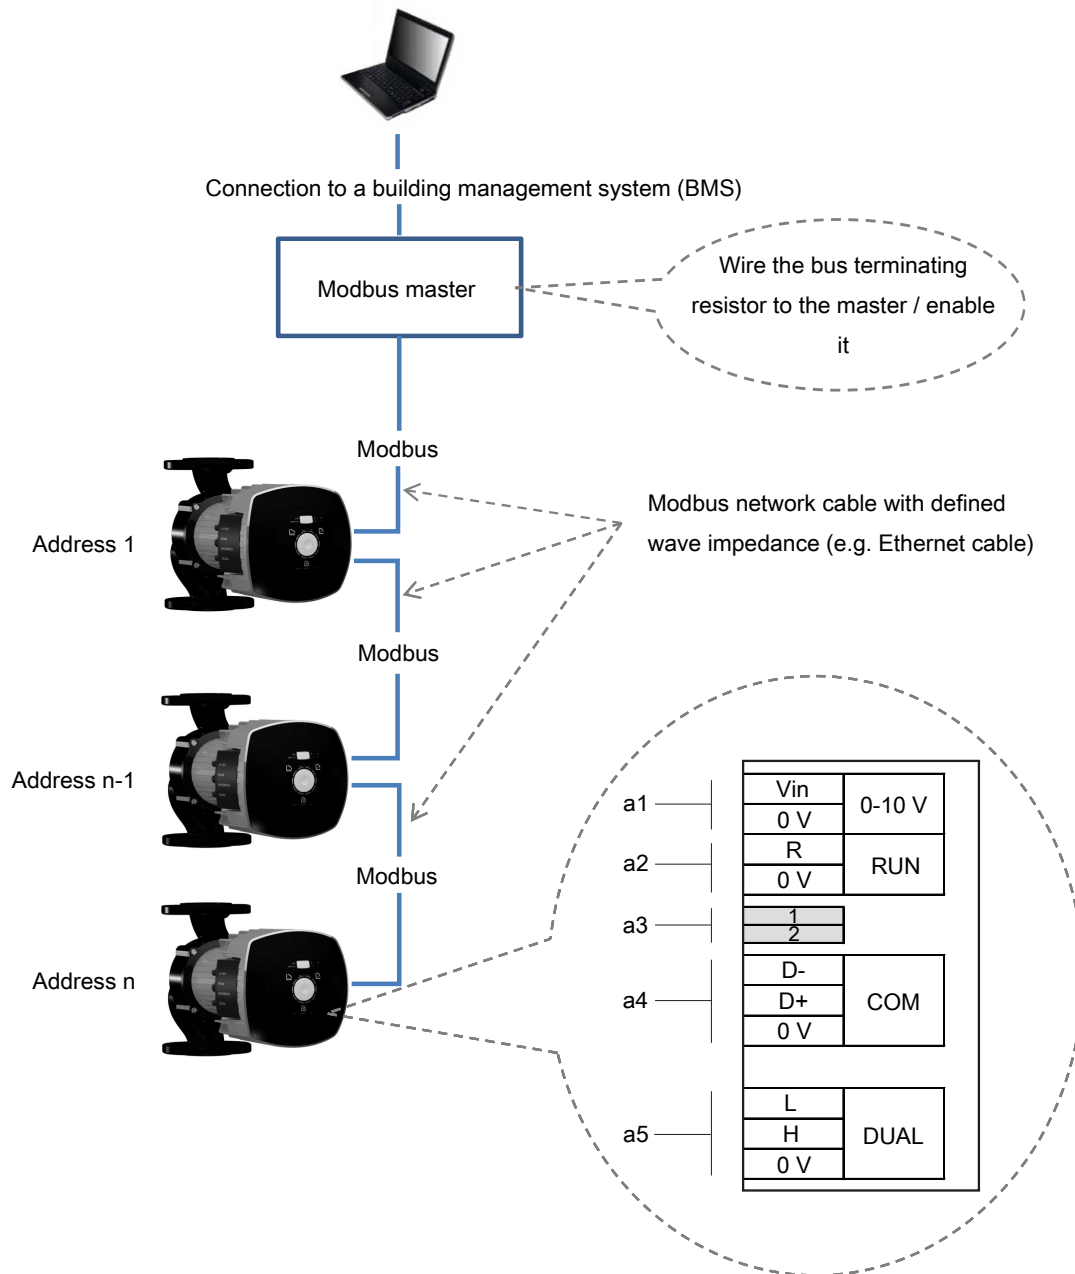 Connection to a building management system (BMS)
Modbus master
Wire the bus terminating
resistor to the master / enable
it
Modbus
Address 1
Modbus network cable with defined
wave impedance (e.g. Ethernet cable)
Modbus
Address n-1
Modbus
Address n
a1
Vin
0 V
0-10 V
a2
R
0 V
RUN
a3
1
2
a4
D-
D+
0 V
COM
a5
L
H
0 V
DUAL